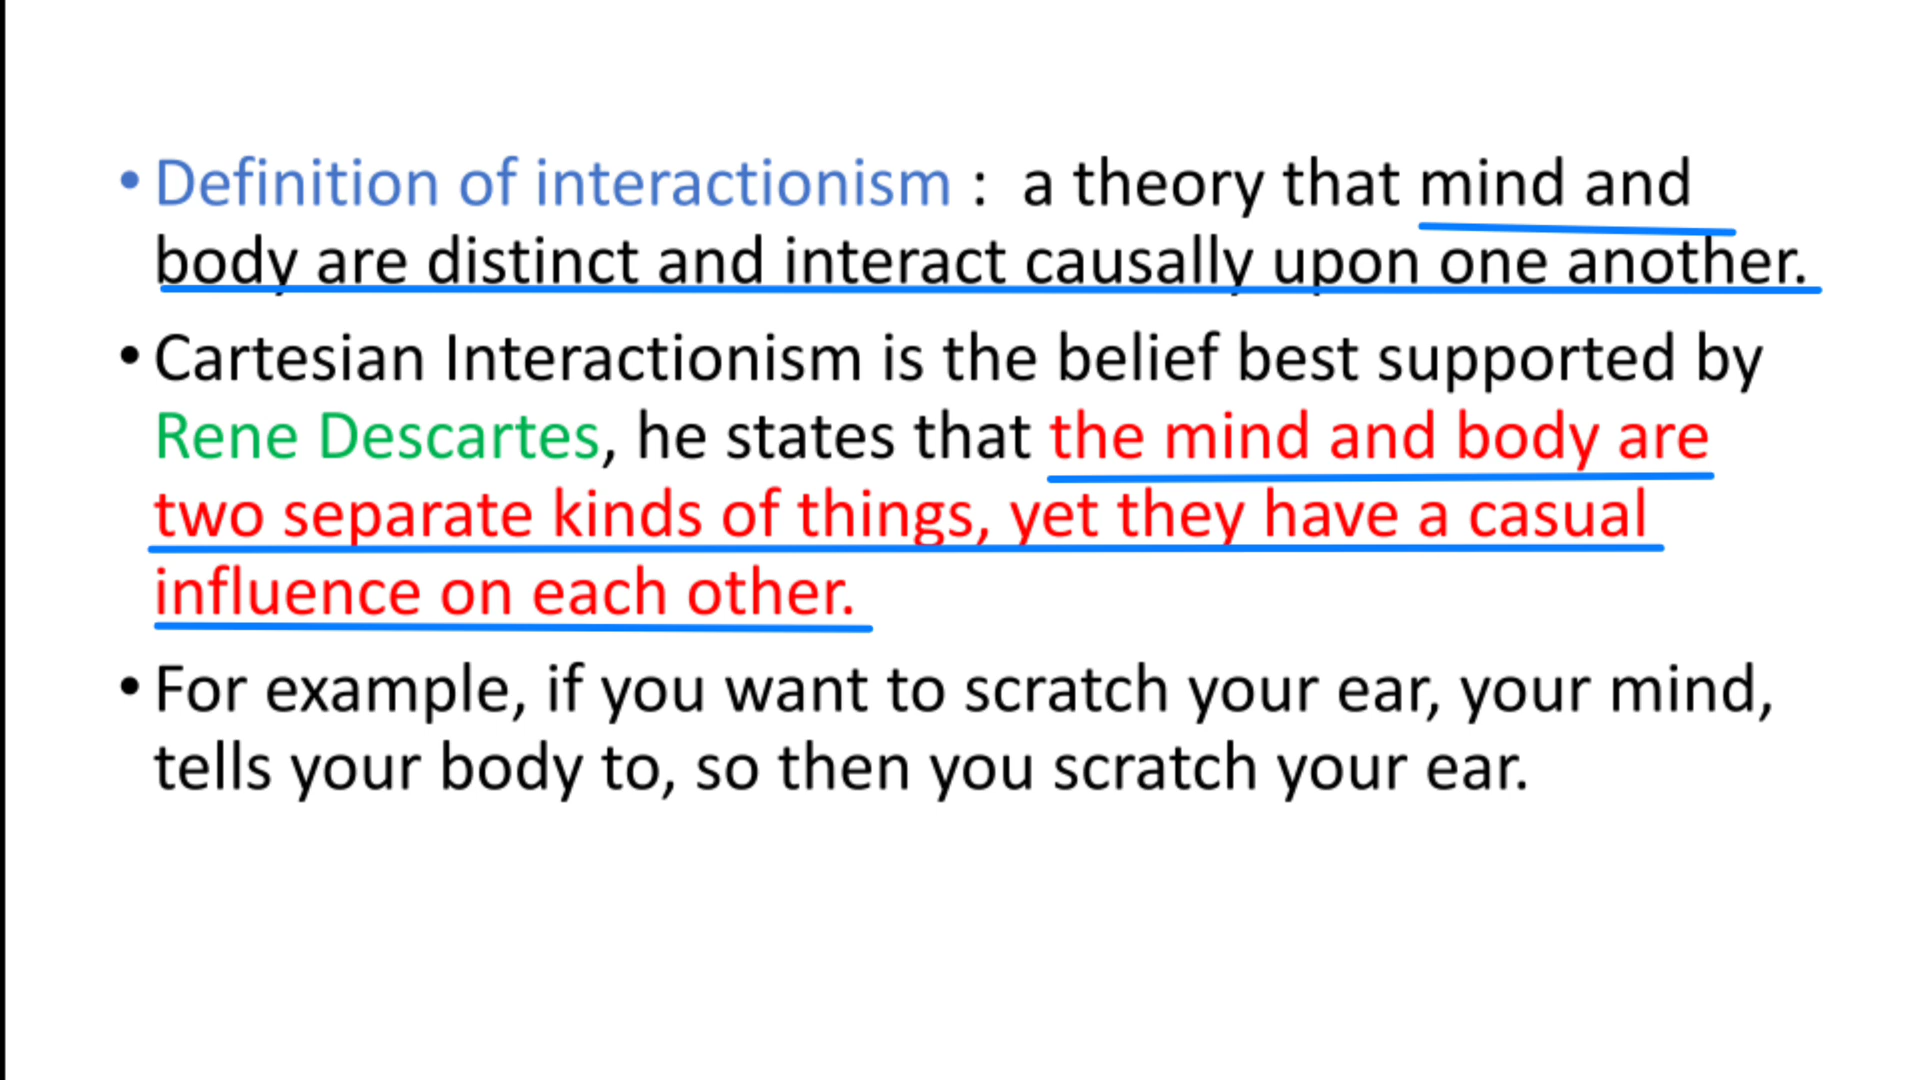 • Definition of interactionism :  a theory that mind and
body are distinct and interact causally upon one another.
• Cartesian Interactionism is the belief best supported by
Rene Descartes, he states that the mind and body are
two separate kinds of things, yet they have a casual
influence on each other.
• For example, if you want to scratch your ear, your mind,
tells your body to, so then you scratch your ear.